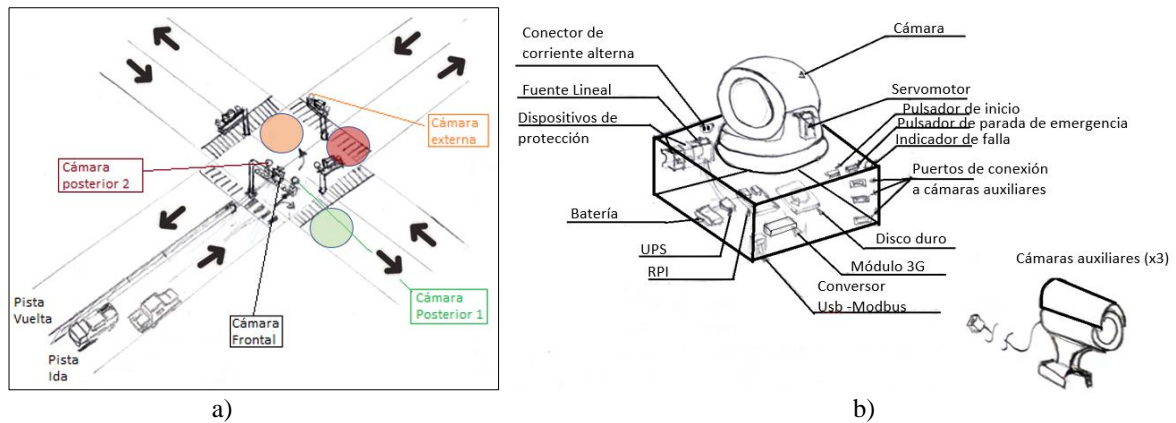 Cámara
externa
Cámara
posterior 2
Pista
Vuelta
Pista
Ida
Cámara
Frontal
Cámara
Posterior 1
a)
Conector de
corriente alterna
Fuente Lineal
Dispositivos de
protección
Cámara
Servomotor
Pulsador de inicio
Pulsador de parada de emergencia
Indicador de falla
Puertos de conexión
a cámaras auxiliares
Batería
UPS
RPI
Disco duro
Módulo 3G
Conversor
Usb -Modbus
Cámaras auxiliares (x3)
b)